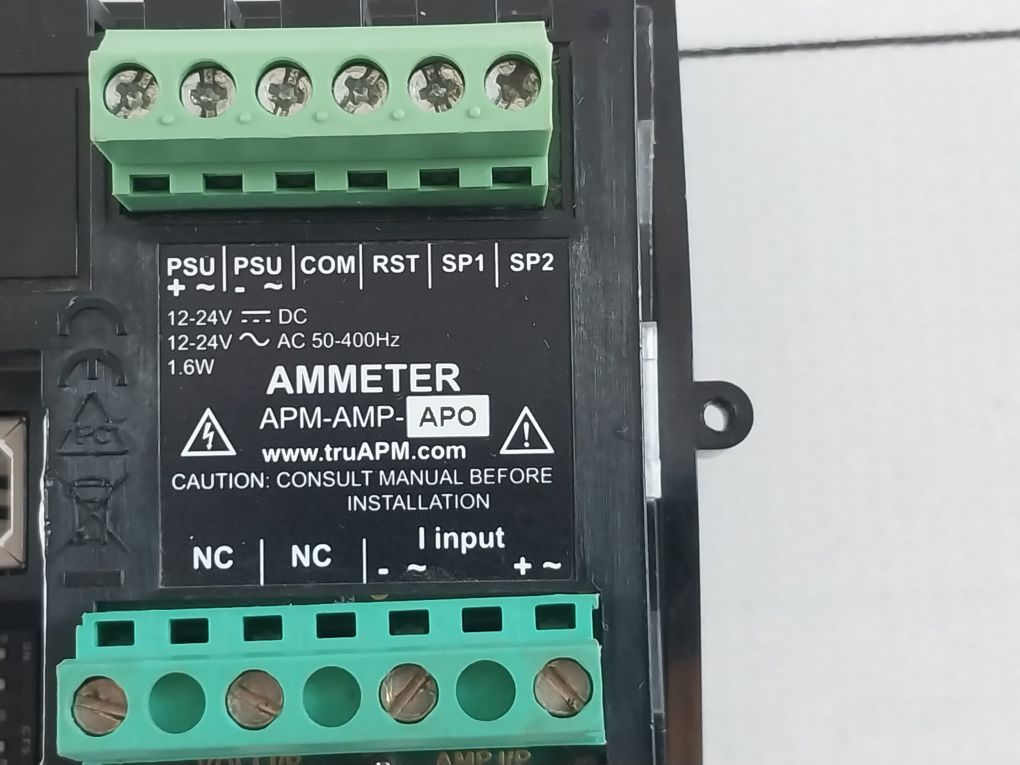 PSU PSU COM RST SP1 SP2
+ ~ - ~
12-24V ⎓ DC
12-24V ~ AC 50-400Hz
1.6W
AMMETER
APM-AMP-APO
www.truAPM.com
CAUTION: CONSULT MANUAL BEFORE
INSTALLATION
NC NC I input
- ~ + ~
AMP I/P